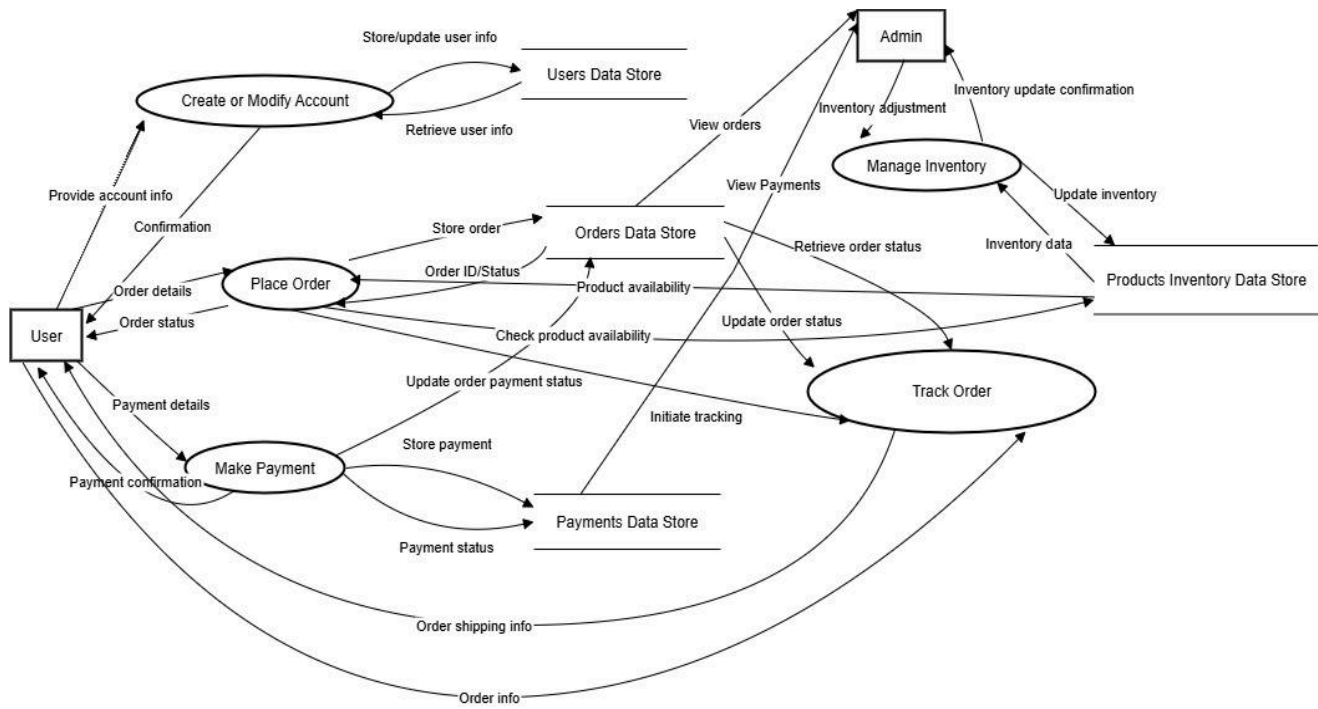 Store/update user info
Admin
Users Data Store
Create or Modify Account
Inventory update confirmation
Inventory adjustment
View orders
Retrieve user info
Manage Inventory
View Payments
Provide account info
Update inventory
Confirmation
Store order
Orders Data Store
Retrieve order status
Inventory data
Order ID/Status
Place Order
Products Inventory Data Store
Order details
Product availability
Order status
Update order status
User
Check product availability
Update order payment status
Track Order
Payment details
Initiate tracking
Store payment
Make Payment
Payment confirmation
Payments Data Store
Payment status
Order shipping info
Order info